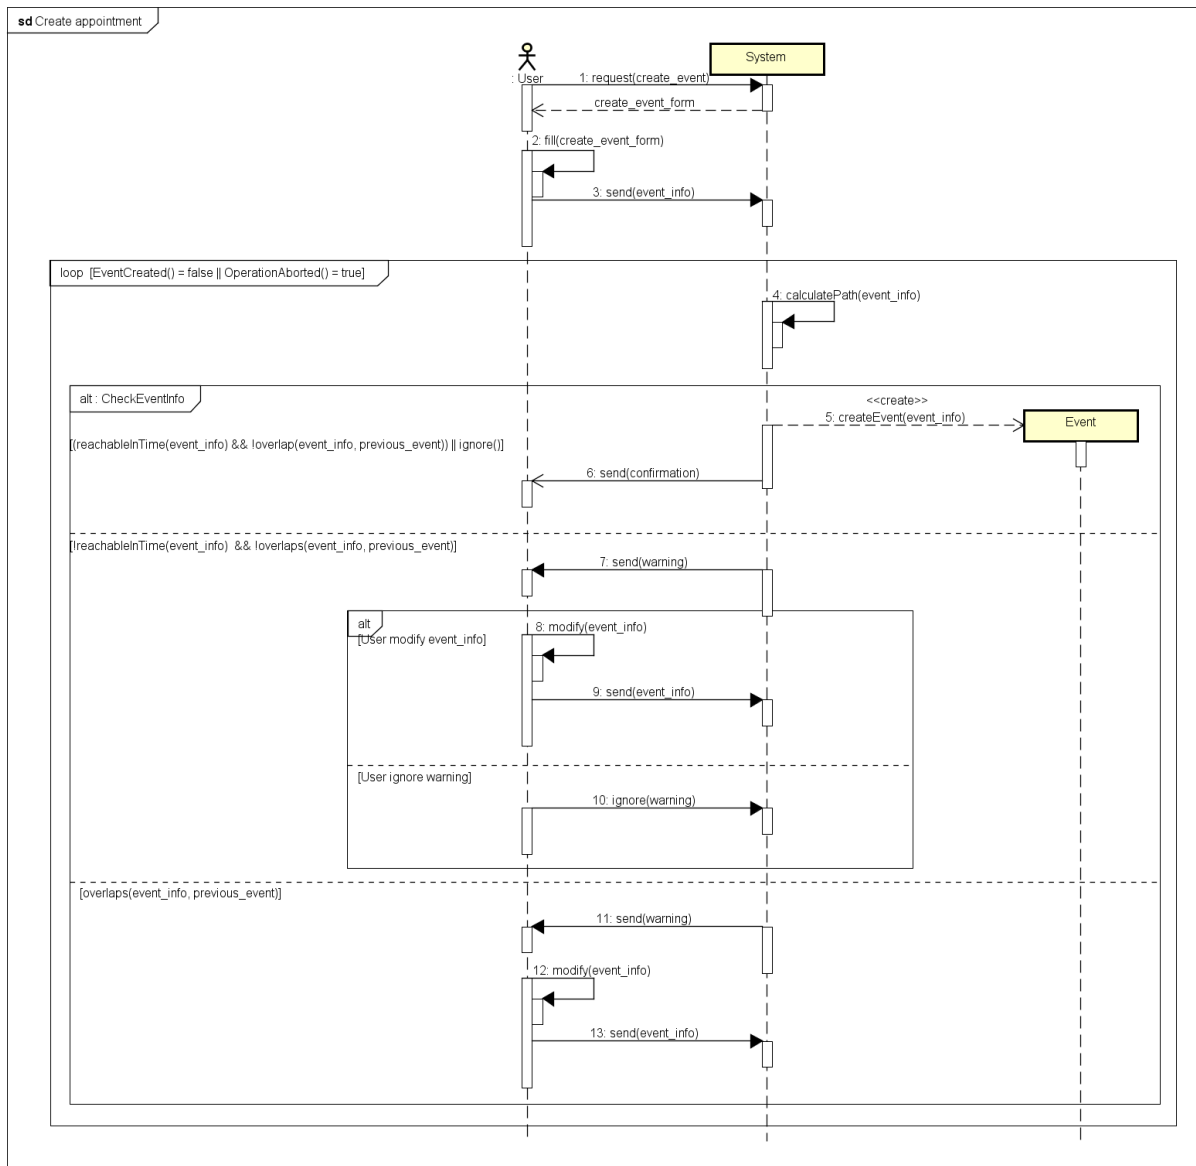 sd Create appointment
System
: User
1: request(create_event)
create_event_form
2: fill(create_event_form)
3: send(event_info)
loop [EventCreated() = false || OperationAborted() = true]
4: calculatePath(event_info)
alt : CheckEventInfo
<<create>>
5: createEvent(event_info)
Event
[(reachableInTime(event_info) && !overlap(event_info, previous_event)) || ignore()]
6: send(confirmation)
[!reachableInTime(event_info) && !overlaps(event_info, previous_event)]
7: send(warning)
alt
8: modify(event_info)
[User modify event_info]
9: send(event_info)
[User ignore warning]
10: ignore(warning)
[overlaps(event_info, previous_event)]
11: send(warning)
12: modify(event_info)
13: send(event_info)